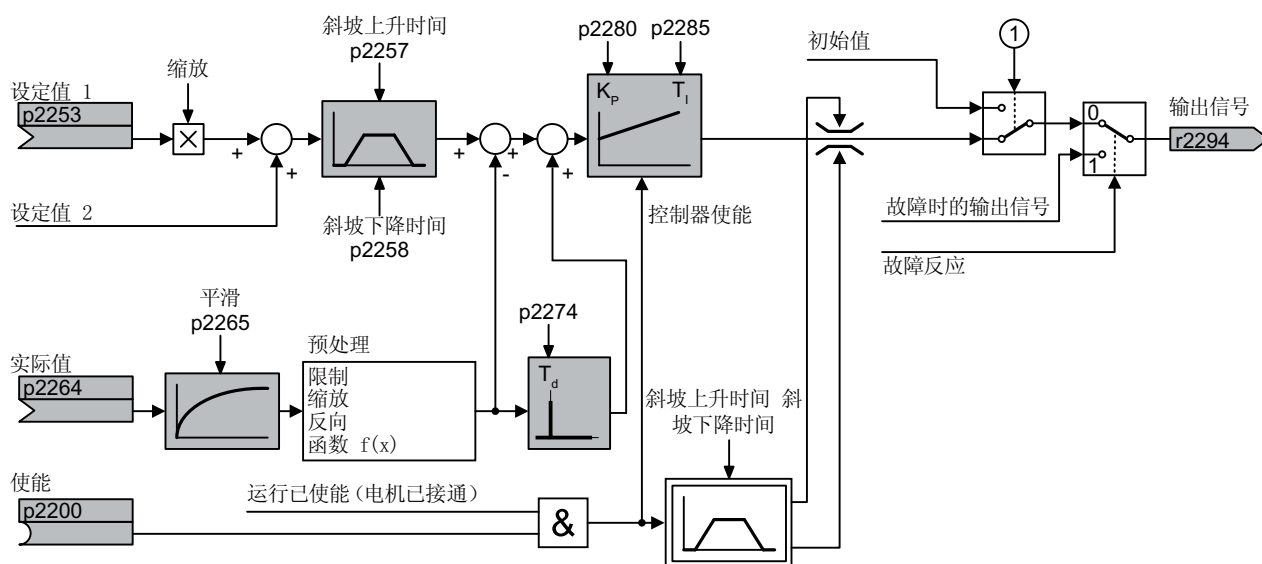 斜坡上升时间
p2257
p2280
p2285
初始值
1
缩放
设定值 1
p2253
×
+
+
+
-
+
+
K_P
T_I
0
1
输出信号
r2294
设定值 2
斜坡下降时间
p2258
控制器使能
故障时的输出信号
故障反应
平滑
p2265
p2274
预处理
实际值
p2264
限制
缩放
反向
函数 f(x)
T_d
斜坡上升时间 斜
坡下降时间
使能
p2200
运行已使能(电机已接通)
&